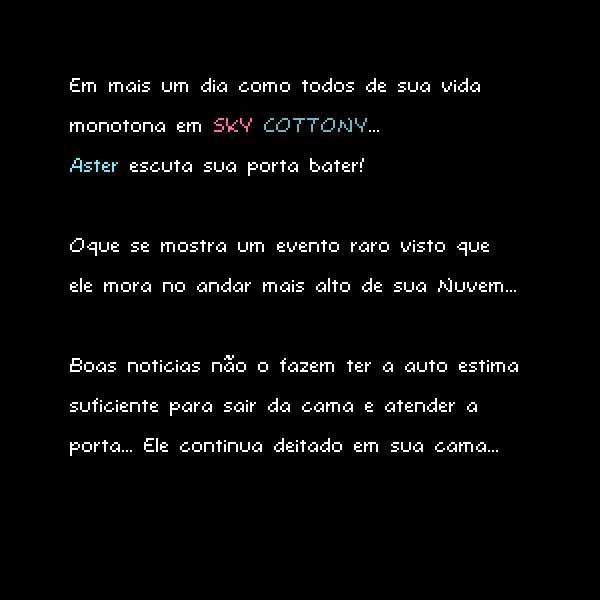 Em mais um dia como todos de sua vida
monotona em SKY COTTONY...
Aster escuta sua porta bater!
Oque se mostra um evento raro visto que
ele mora no andar mais alto de sua Nuvem...
Boas noticias não o fazem ter a auto estima
suficiente para sair da cama e atender a
porta... Ele continua deitado em sua cama...